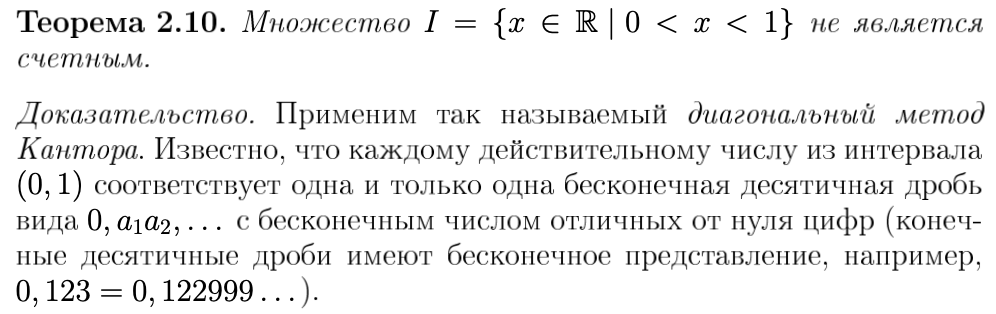 Теорема 2.10. Множество I = {x ∈ ℝ | 0 < x < 1} не является
счетным.
Доказательство. Применим так называемый диагональный метод
Кантора. Известно, что каждому действительному числу из интервала
(0, 1) соответствует одна и только одна бесконечная десятичная дробь
вида 0, a₁a₂, ... с бесконечным числом отличных от нуля цифр (конеч-
ные десятичные дроби имеют бесконечное представление, например,
0, 123 = 0, 122999 ...).